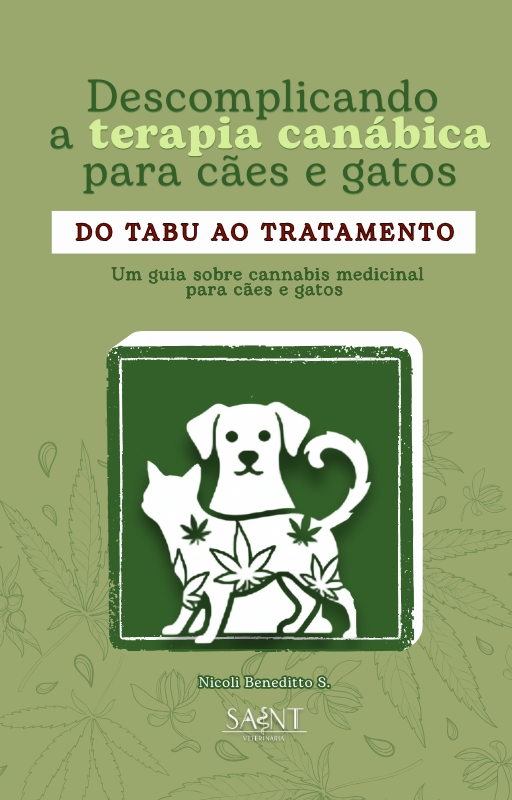 Descomplicando
a terapia canábica
para cães e gatos
DO TABU AO TRATAMENTO
Um guia sobre cannabis medicinal
para cães e gatos
Nicoli Beneditto S.
SAINT
VETERINÁRIA